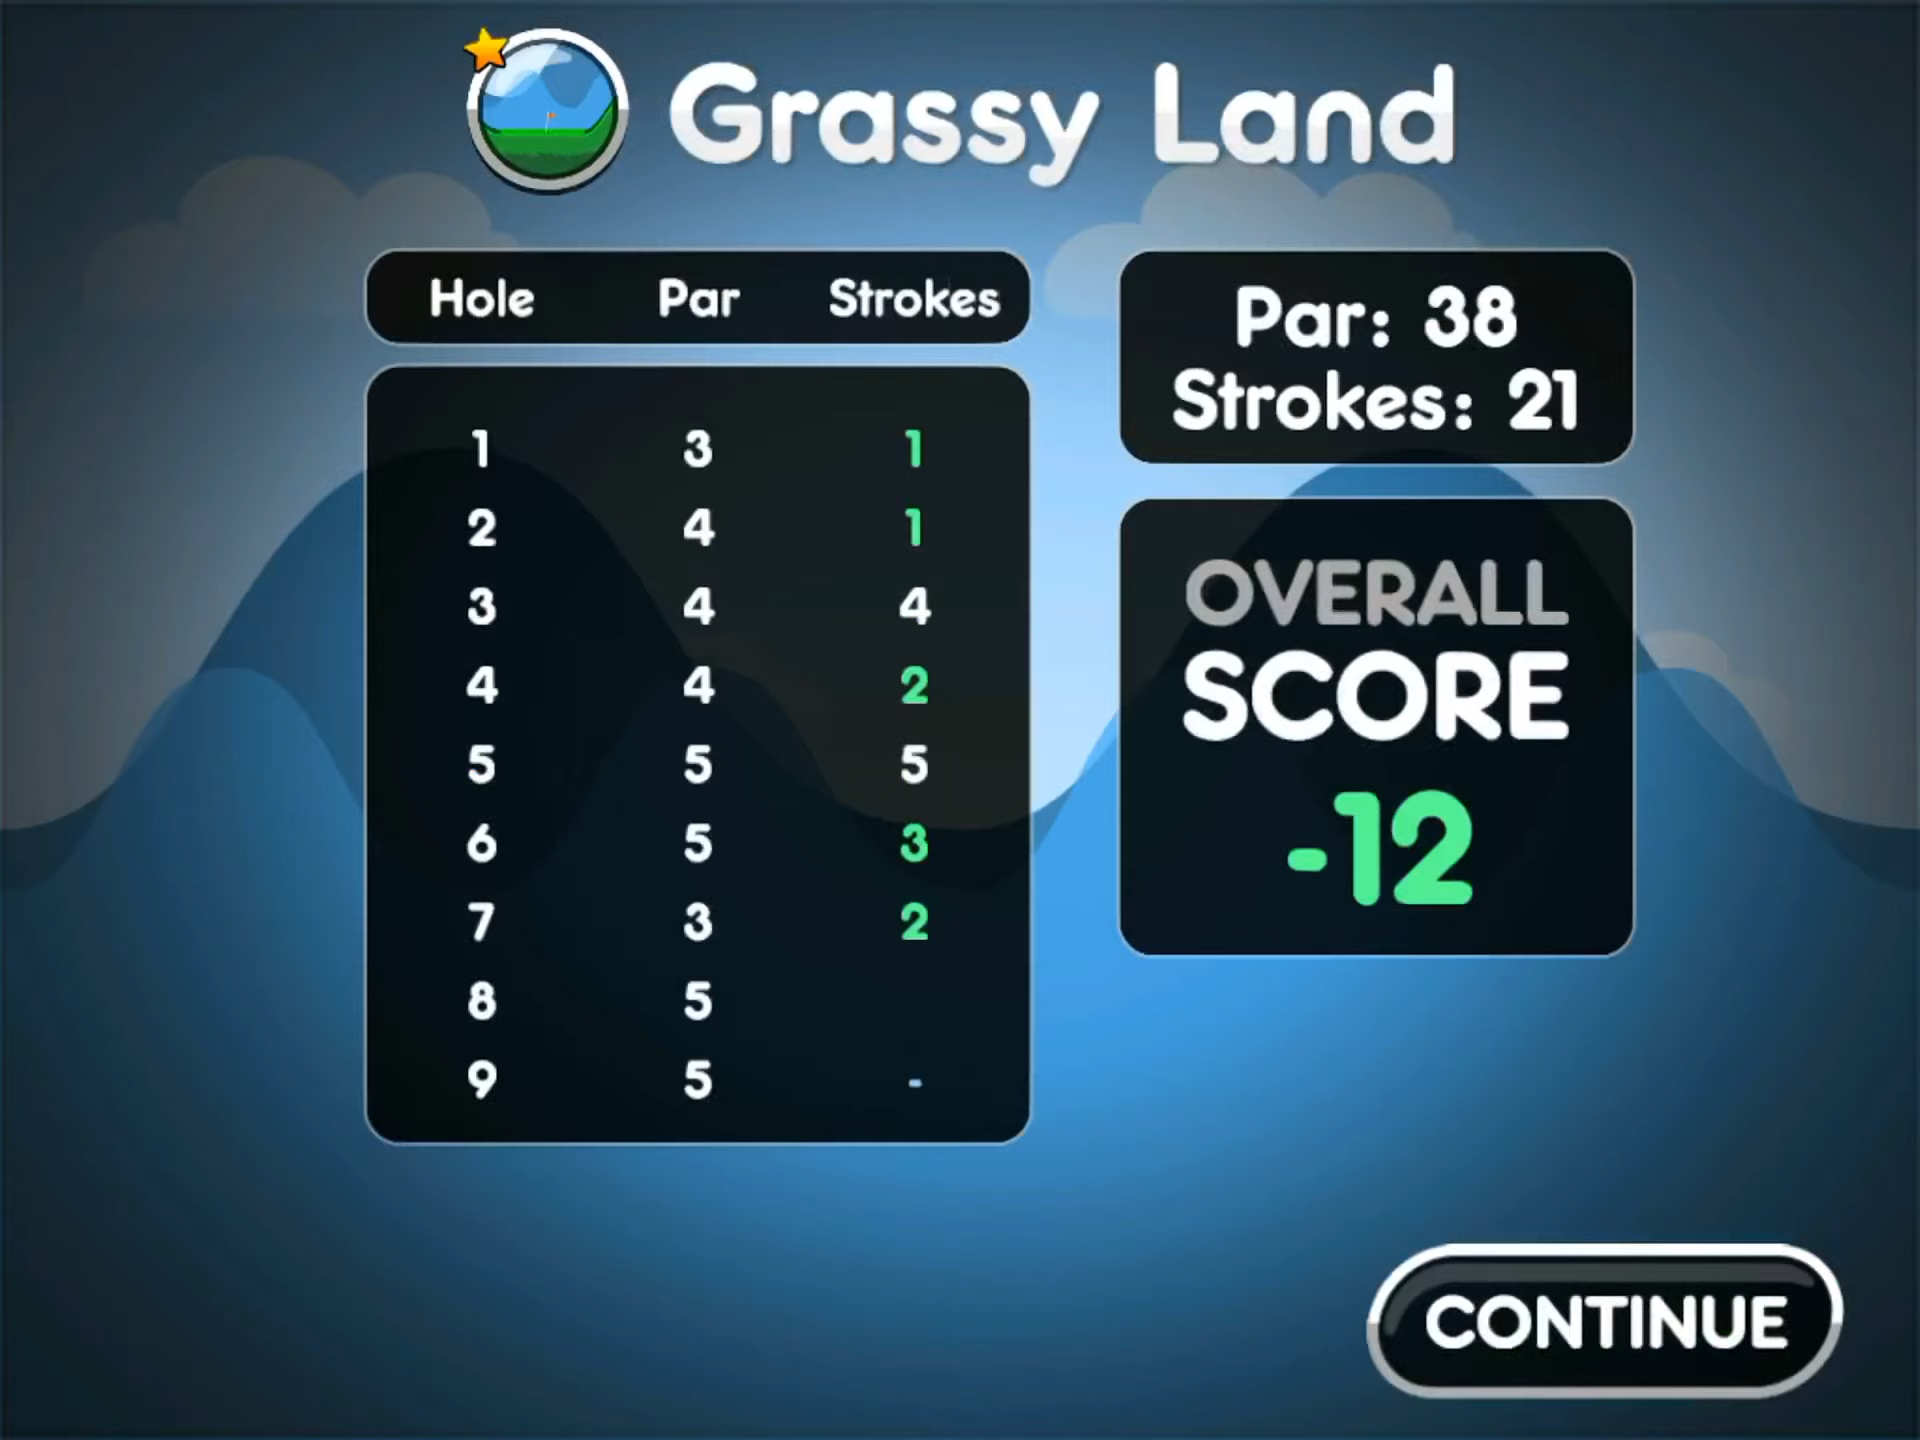 Grassy Land
Hole Par Strokes
1 3 1
2 4 1
3 4 4
4 4 2
5 5 5
6 5 3
7 3 2
8 5
9 5 -
Par: 38
Strokes: 21
OVERALL
SCORE
-12
CONTINUE